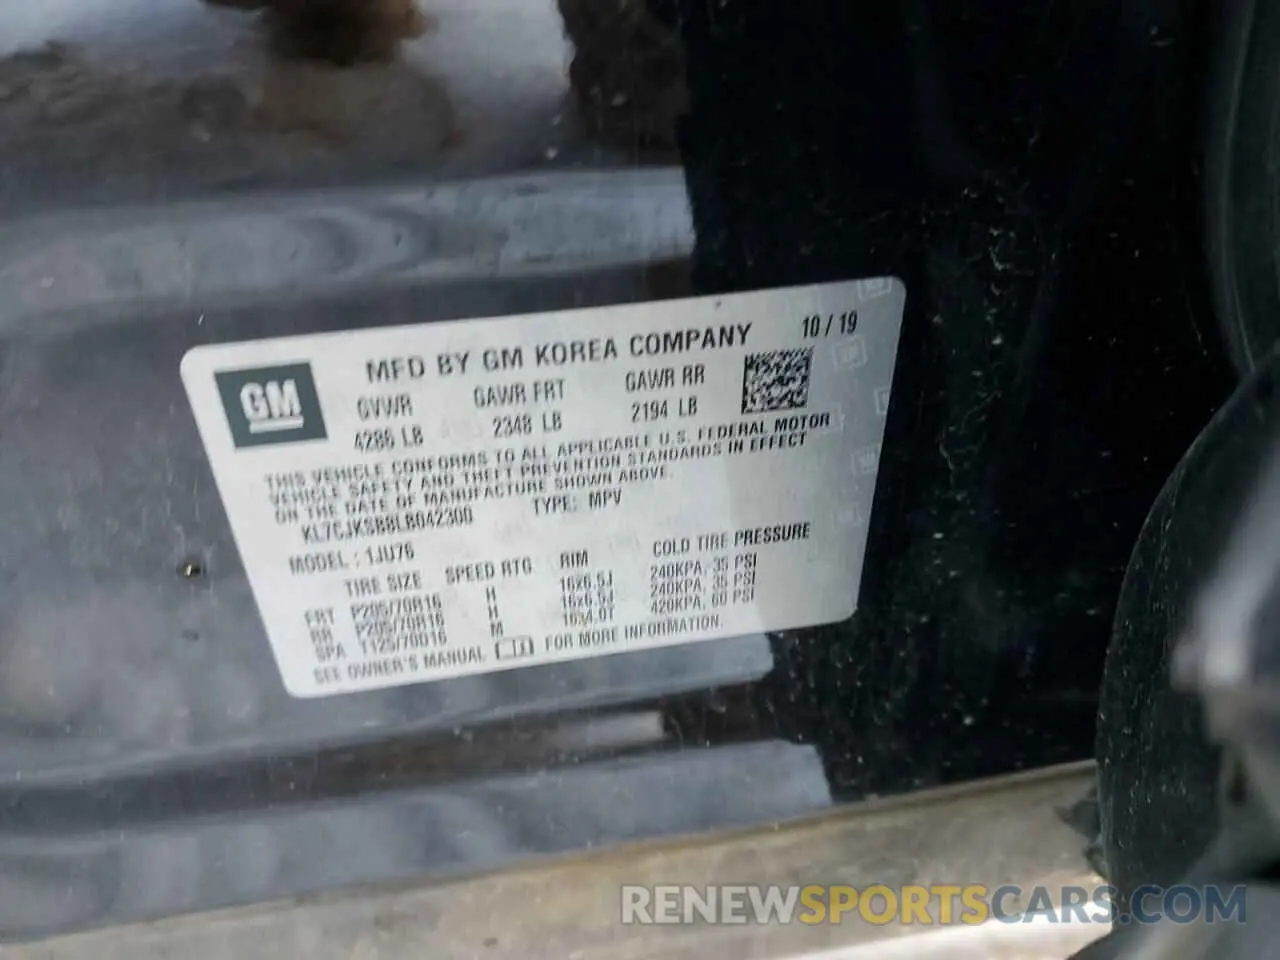 MFD BY GM KOREA COMPANY 10 / 19
GM
GVWR GAWR FRT GAWR RR
4286 LB 2348 LB 2194 LB
THIS VEHICLE CONFORMS TO ALL APPLICABLE U.S. FEDERAL MOTOR
VEHICLE SAFETY AND THEFT PREVENTION STANDARDS IN EFFECT
ON THE DATE OF MANUFACTURE SHOWN ABOVE.
KL7CJKSB8LB042300 TYPE: MPV
MODEL : 1JU76
TIRE SIZE SPEED RTG RIM COLD TIRE PRESSURE
FRT P205/70R16 H 16X6.5J 240KPA, 35 PSI
RR P205/70R16 H 16X6.5J 240KPA, 35 PSI
SPA T125/70D16 M 16X4.0T 420KPA, 60 PSI
SEE OWNER'S MANUAL FOR MORE INFORMATION.
RENEWSPORTSCARS.COM